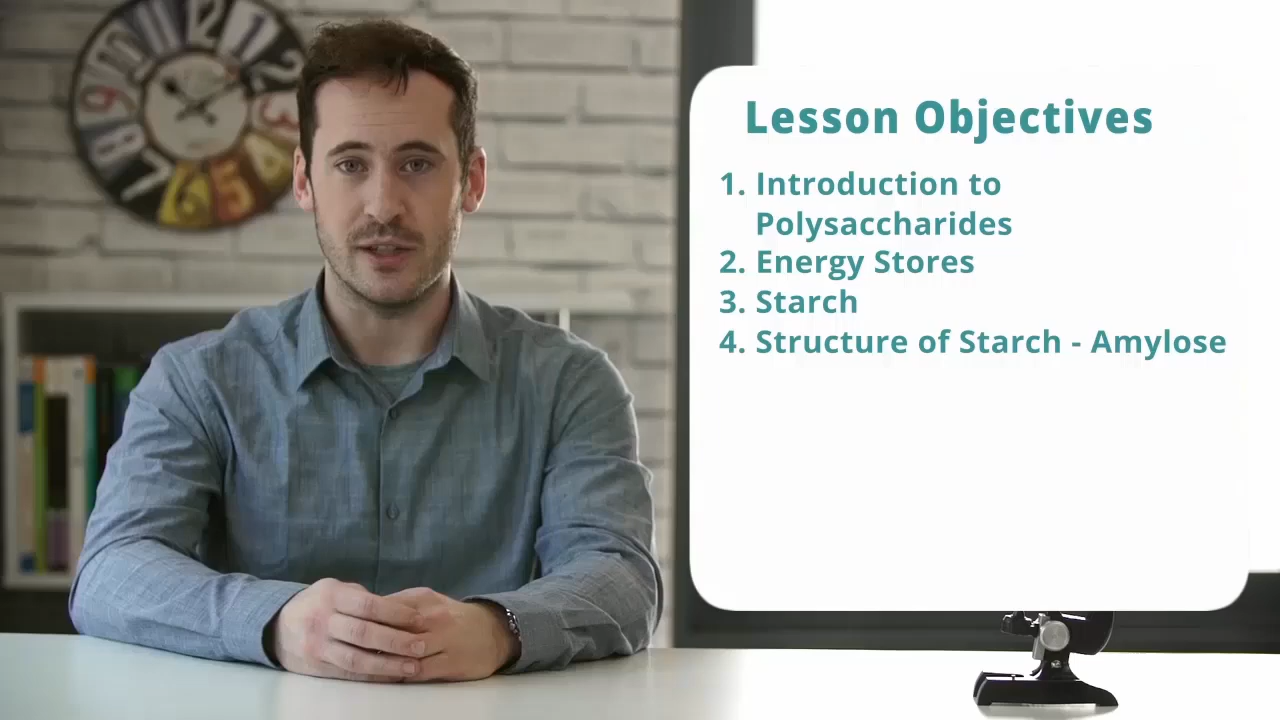 Lesson Objectives
1. Introduction to
Polysaccharides
2. Energy Stores
3. Starch
4. Structure of Starch - Amylose